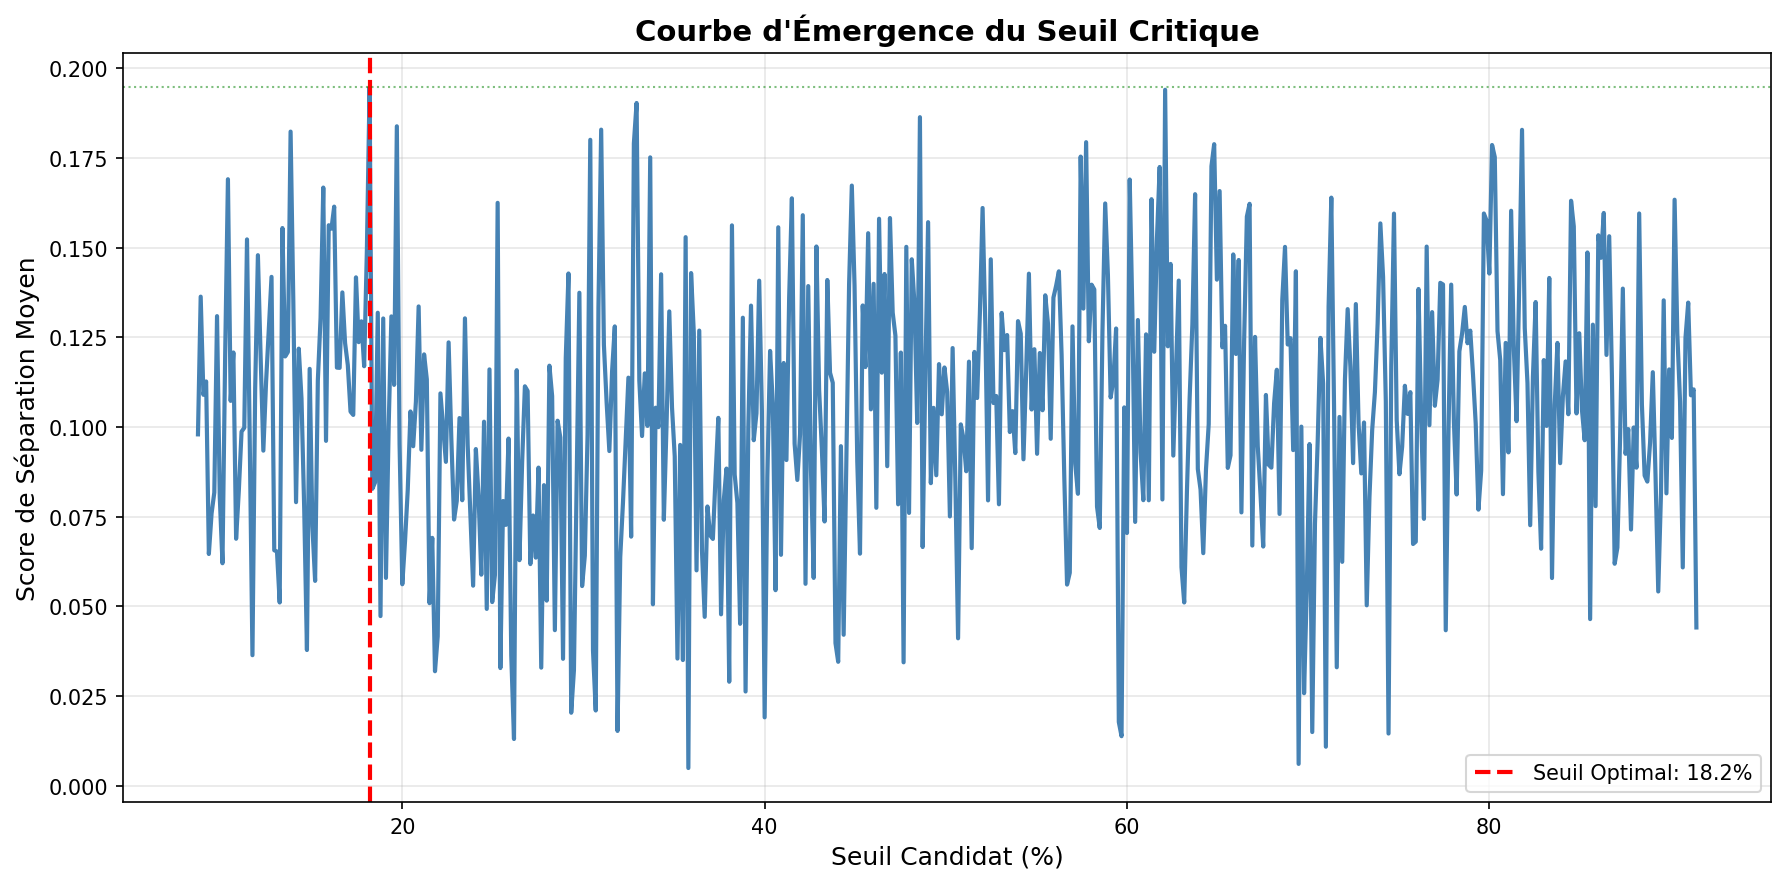 Courbe d'Émergence du Seuil Critique
Score de Séparation Moyen
0.200
0.175
0.150
0.125
0.100
0.075
0.050
0.025
0.000
Seuil Optimal: 18.2%
20 40 60 80
Seuil Candidat (%)